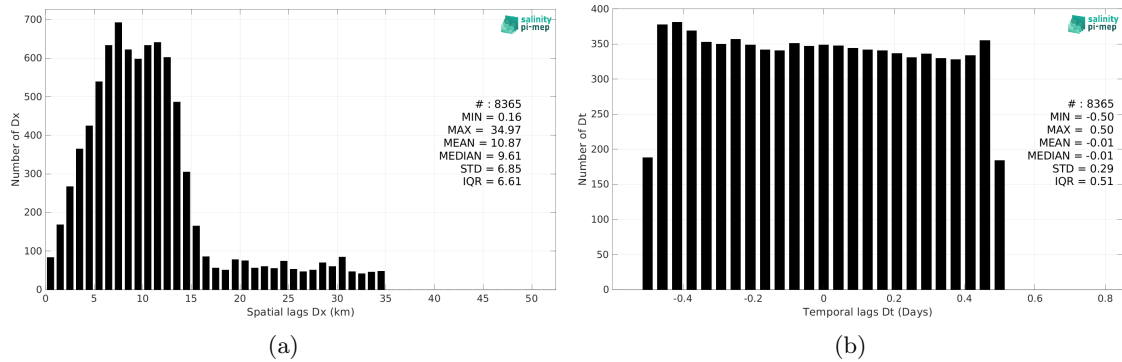 salinity
pi-mep
700
600
500
400
300
200
100
0
Number of Dx
# : 8365
MIN = 0.16
MAX = 34.97
MEAN = 10.87
MEDIAN = 9.61
STD = 6.85
IQR = 6.61
0 5 10 15 20 25 30 35 40 45 50
Spatial lags Dx (km)
(a)
salinity
pi-mep
400
350
300
250
200
150
100
50
0
Number of Dt
# : 8365
MIN = -0.50
MAX = 0.50
MEAN = -0.01
MEDIAN = -0.01
STD = 0.29
IQR = 0.51
-0.4 -0.2 0 0.2 0.4 0.6 0.8
Temporal lags Dt (Days)
(b)